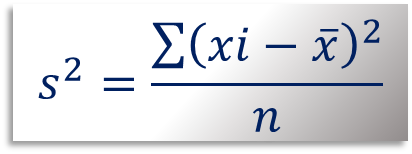 s² = ∑(xi − x̄)² / n